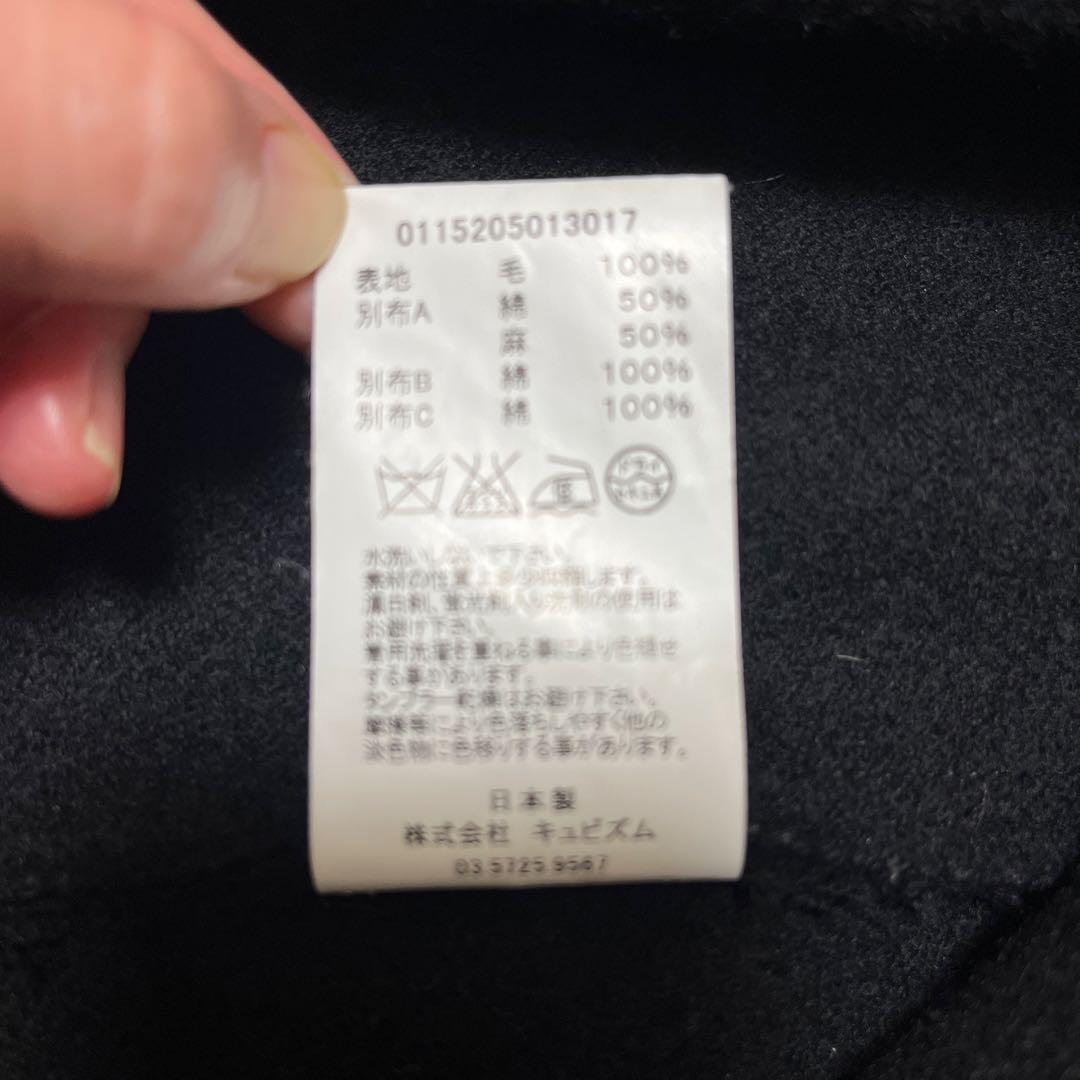 0115205013017
表地 毛 100%
別布A 綿 50%
麻 50%
別布B 綿 100%
別布C 綿 100%
ドライ
水洗いしないで下さい。
素材の性質上多少縮みます。
漂白剤、蛍光剤入り洗剤の使用は
お避け下さい。
着用洗濯を重ねる事により色褪せ
する事があります。
タンブラー乾燥はお避け下さい。
摩擦等により色落ちしやすく他の
淡色物に色移りする事があります。
日本製
株式会社 キュビズム
03 5725 9567